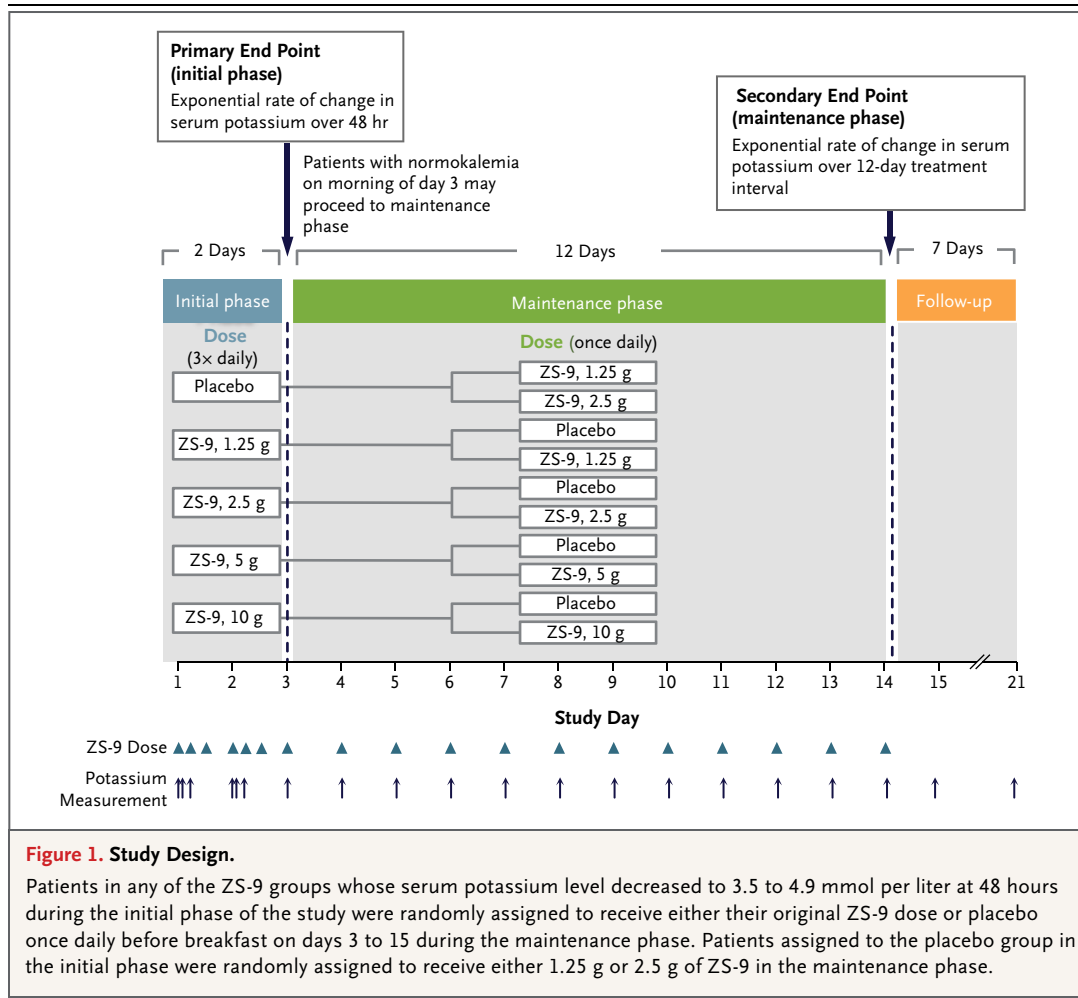 Primary End Point
(initial phase)
Exponential rate of change in
serum potassium over 48 hr
Secondary End Point
(maintenance phase)
Exponential rate of change in serum
potassium over 12-day treatment
interval
Patients with normokalemia
on morning of day 3 may
proceed to maintenance
phase
2 Days
12 Days
7 Days
Initial phase
Maintenance phase
Follow-up
Dose
(3× daily)
Dose (once daily)
Placebo
ZS-9, 1.25 g
ZS-9, 2.5 g
ZS-9, 1.25 g
Placebo
ZS-9, 1.25 g
ZS-9, 2.5 g
Placebo
ZS-9, 2.5 g
ZS-9, 5 g
Placebo
ZS-9, 5 g
ZS-9, 10 g
Placebo
ZS-9, 10 g
1 2 3 4 5 6 7 8 9 10 11 12 13 14 15 21
Study Day
ZS-9 Dose
Potassium
Measurement
Figure 1. Study Design.
Patients in any of the ZS-9 groups whose serum potassium level decreased to 3.5 to 4.9 mmol per liter at 48 hours
during the initial phase of the study were randomly assigned to receive either their original ZS-9 dose or placebo
once daily before breakfast on days 3 to 15 during the maintenance phase. Patients assigned to the placebo group in
the initial phase were randomly assigned to receive either 1.25 g or 2.5 g of ZS-9 in the maintenance phase.